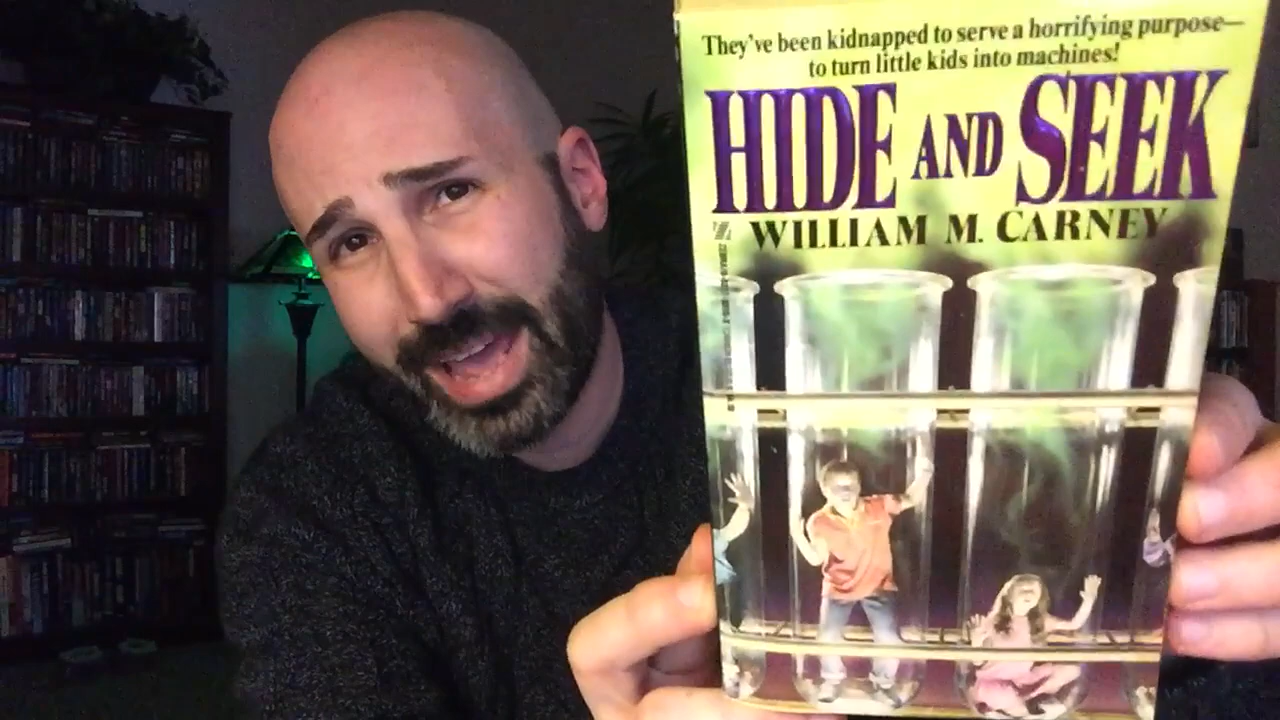 They've been kidnapped to serve a horrifying purpose—
to turn little kids into machines!
HIDE AND SEEK
WILLIAM M. CARNEY